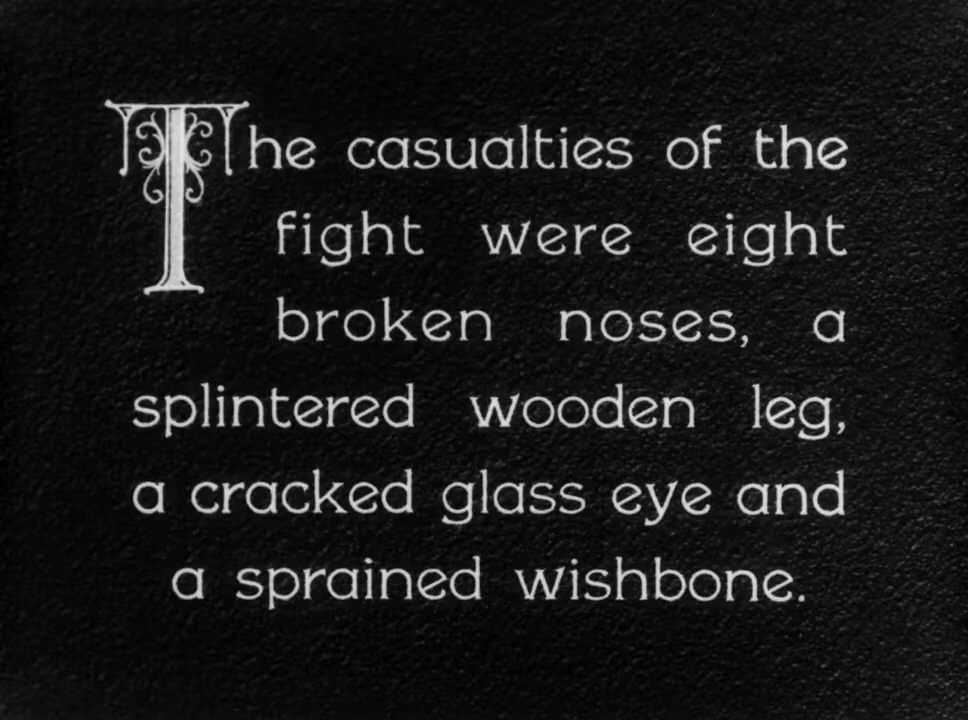 The casualties of the
fight were eight
broken noses, a
splintered wooden leg,
a cracked glass eye and
a sprained wishbone.